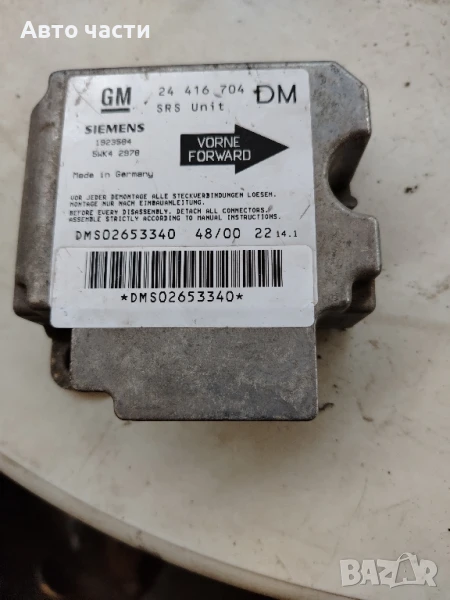 Авто части
GM 24 416 704 DM
SRS Unit
SIEMENS
1923504
5WK4 2970
VORNE
FORWARD
Made in Germany
VOR JEDER DEMONTAGE ALLE STECKVERBINDUNGEN LOESEN.
MONTAGE NUR NACH EINBAUANLEITUNG.
BEFORE EVERY DISASSEMBLY, DETACH ALL CONNECTORS.
ASSEMBLE STRICTLY ACCORDING TO MANUAL INSTRUCTIONS.
DMS02653340 48/00 22 14.1
*DMS02653340*
BAZAR